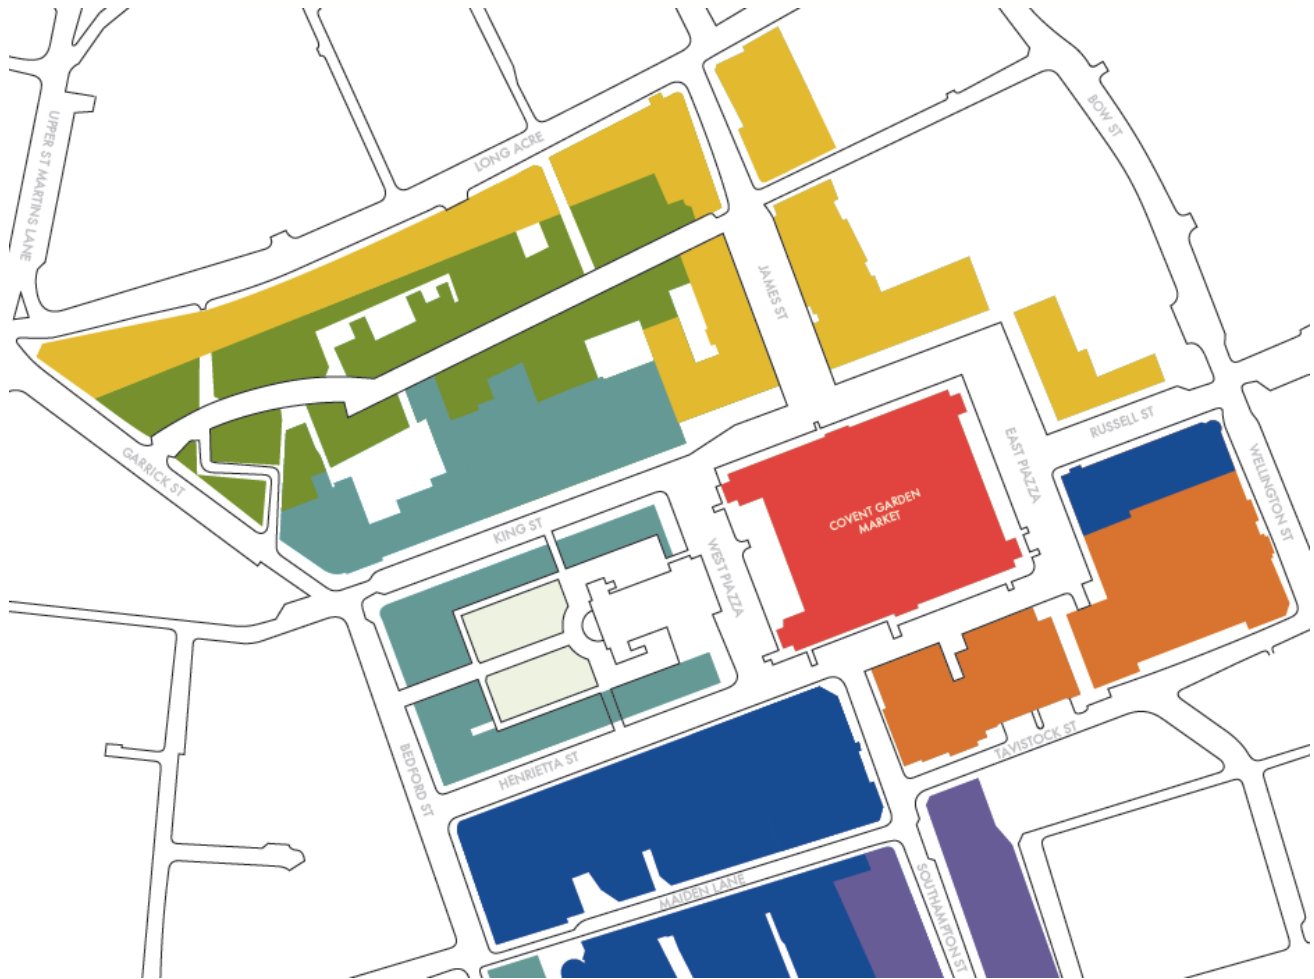 UPPER ST MARTINS LANE
LONG ACRE
BOW ST
JAMES ST
GARRICK ST
KING ST
WEST PIAZZA
COVENT GARDEN
MARKET
EAST PIAZZA
RUSSELL ST
WELLINGTON ST
BEDFORD ST
HENRIETTA ST
TAVISTOCK ST
MAIDEN LANE
SOUTHAMPTON ST